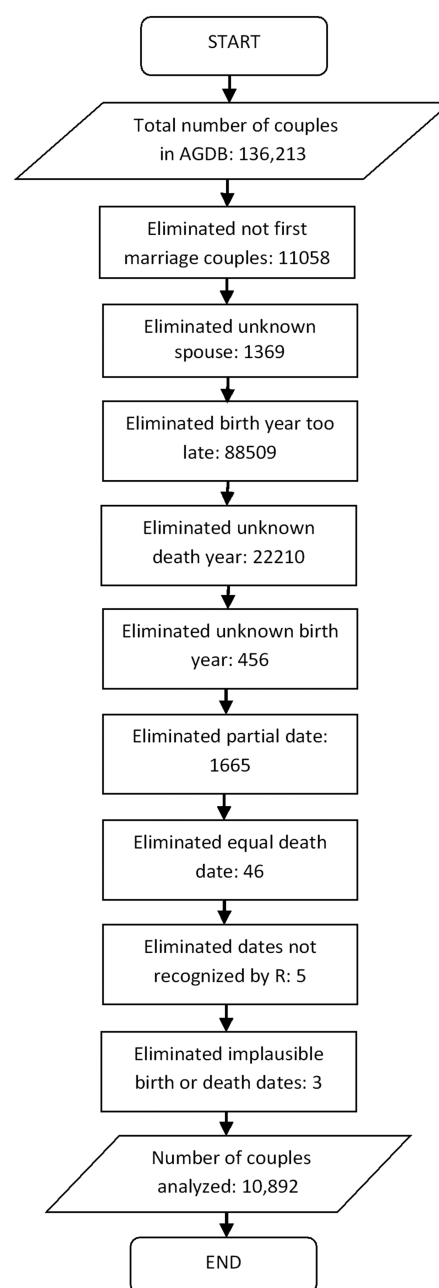 START
Total number of couples
in AGDB: 136,213
Eliminated not first
marriage couples: 11058
Eliminated unknown
spouse: 1369
Eliminated birth year too
late: 88509
Eliminated unknown
death year: 22210
Eliminated unknown birth
year: 456
Eliminated partial date:
1665
Eliminated equal death
date: 46
Eliminated dates not
recognized by R: 5
Eliminated implausible
birth or death dates: 3
Number of couples
analyzed: 10,892
END